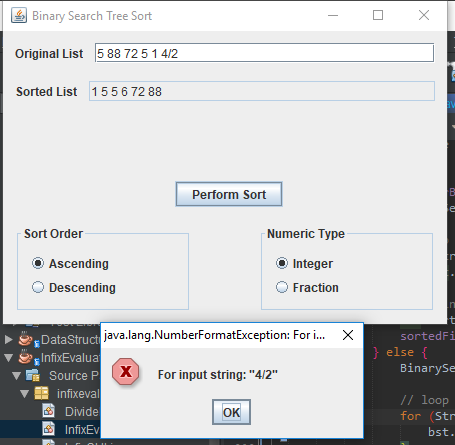 Binary Search Tree Sort
Original List 5 88 72 5 1 4/2
Sorted List 1 5 5 6 72 88
Perform Sort
Sort Order
Numeric Type
Ascending
Integer
Descending
Fraction
DataStruc
InfixEvalua
Source P
infixeval
Divide
InfixEv
java.lang.NumberFormatException: For i...
For input string: "4/2"
OK
sortedFi
} else {
BinarySe
// loop
for (Str
bst.